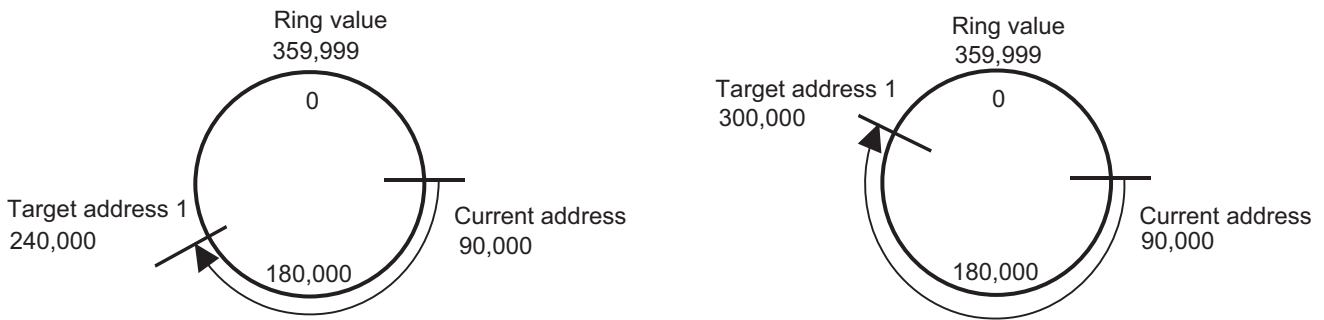 Ring value
359,999
0
Target address 1
240,000
Current address
90,000
180,000
Ring value
359,999
0
Target address 1
300,000
Current address
90,000
180,000